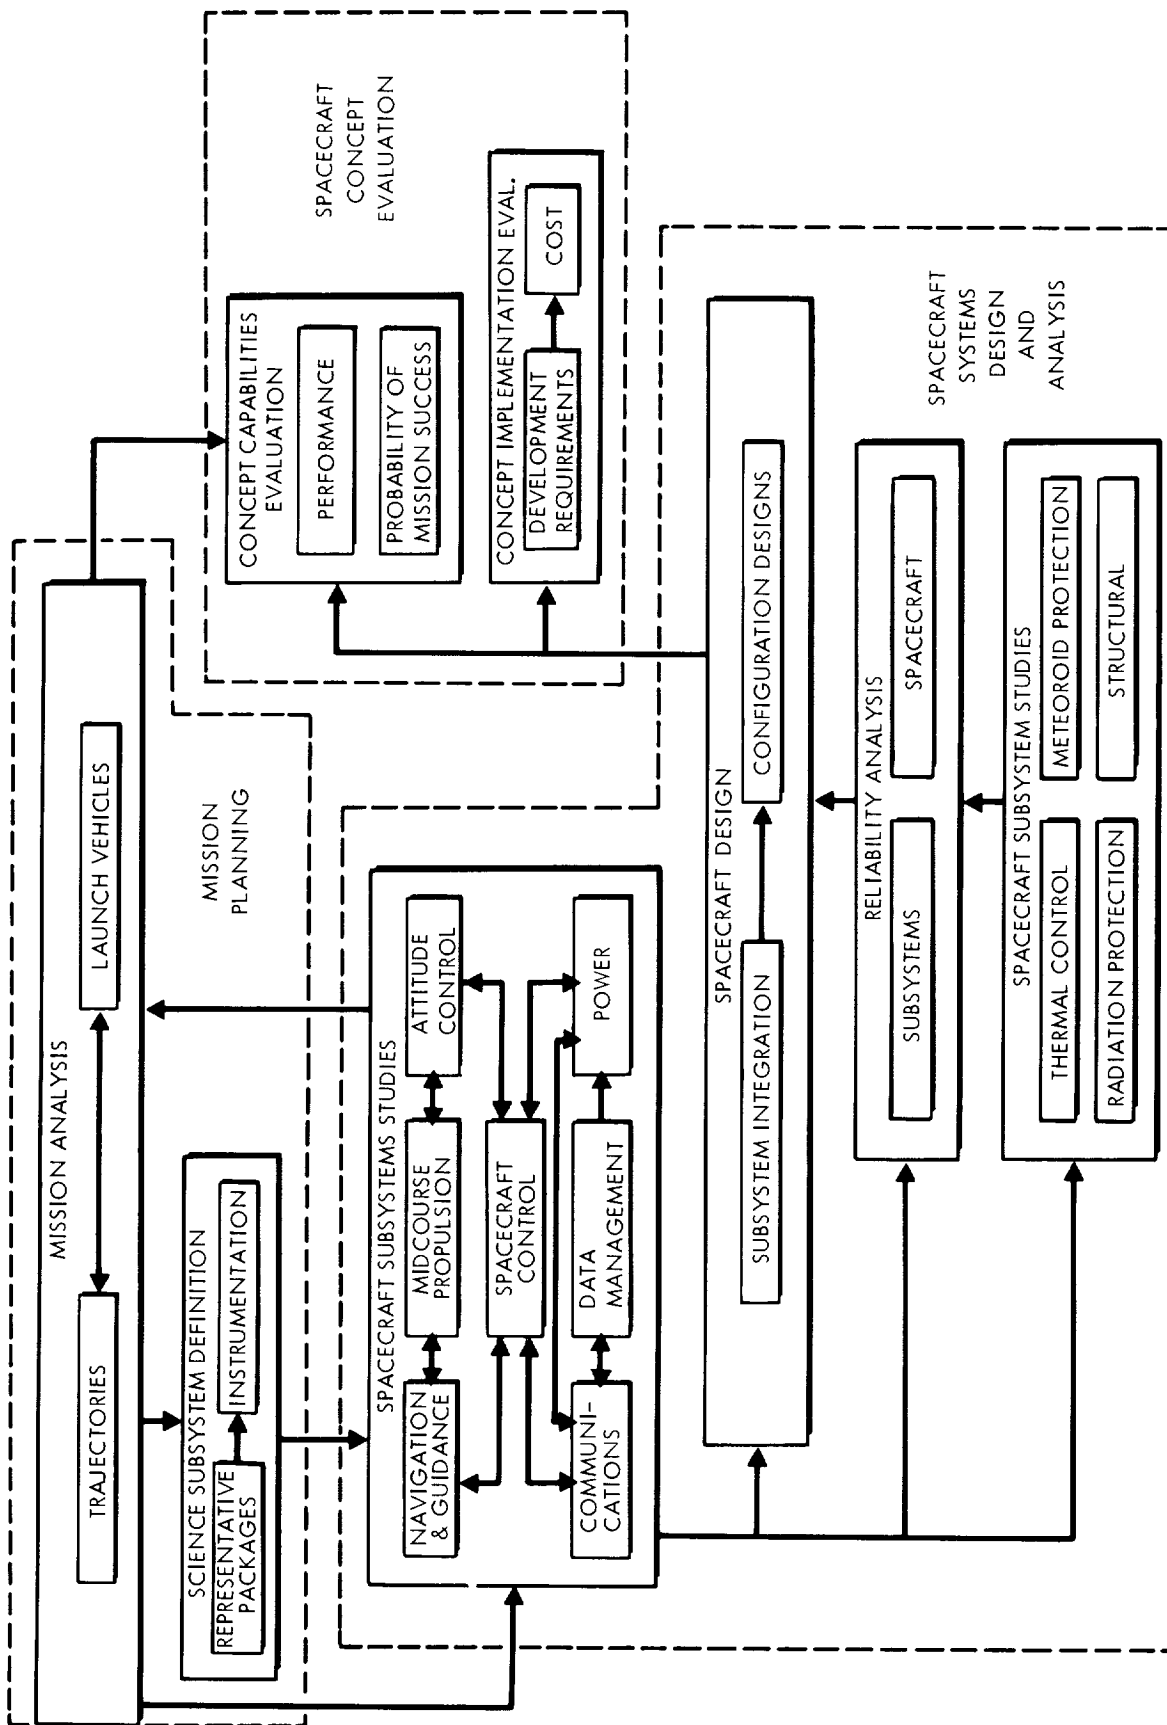 MISSION ANALYSIS
TRAJECTORIES
LAUNCH VEHICLES
SCIENCE SUBSYSTEM DEFINITION
REPRESENTATIVE
PACKAGES
INSTRUMENTATION
MISSION
PLANNING
CONCEPT CAPABILITIES
EVALUATION
PERFORMANCE
PROBABILITY OF
MISSION SUCCESS
SPACECRAFT
CONCEPT
EVALUATION
CONCEPT IMPLEMENTATION EVAL.
DEVELOPMENT
REQUIREMENTS
COST
SPACECRAFT SUBSYSTEMS STUDIES
NAVIGATION
& GUIDANCE
MIDCOURSE
PROPULSION
ATTITUDE
CONTROL
SPACECRAFT
CONTROL
COMMUNI-
CATIONS
DATA
MANAGEMENT
POWER
SPACECRAFT DESIGN
SUBSYSTEM INTEGRATION
CONFIGURATION DESIGNS
RELIABILITY ANALYSIS
SUBSYSTEMS
SPACECRAFT
SPACECRAFT SUBSYSTEM STUDIES
THERMAL CONTROL
METEOROID PROTECTION
RADIATION PROTECTION
STRUCTURAL
SPACECRAFT
SYSTEMS
DESIGN
AND
ANALYSIS